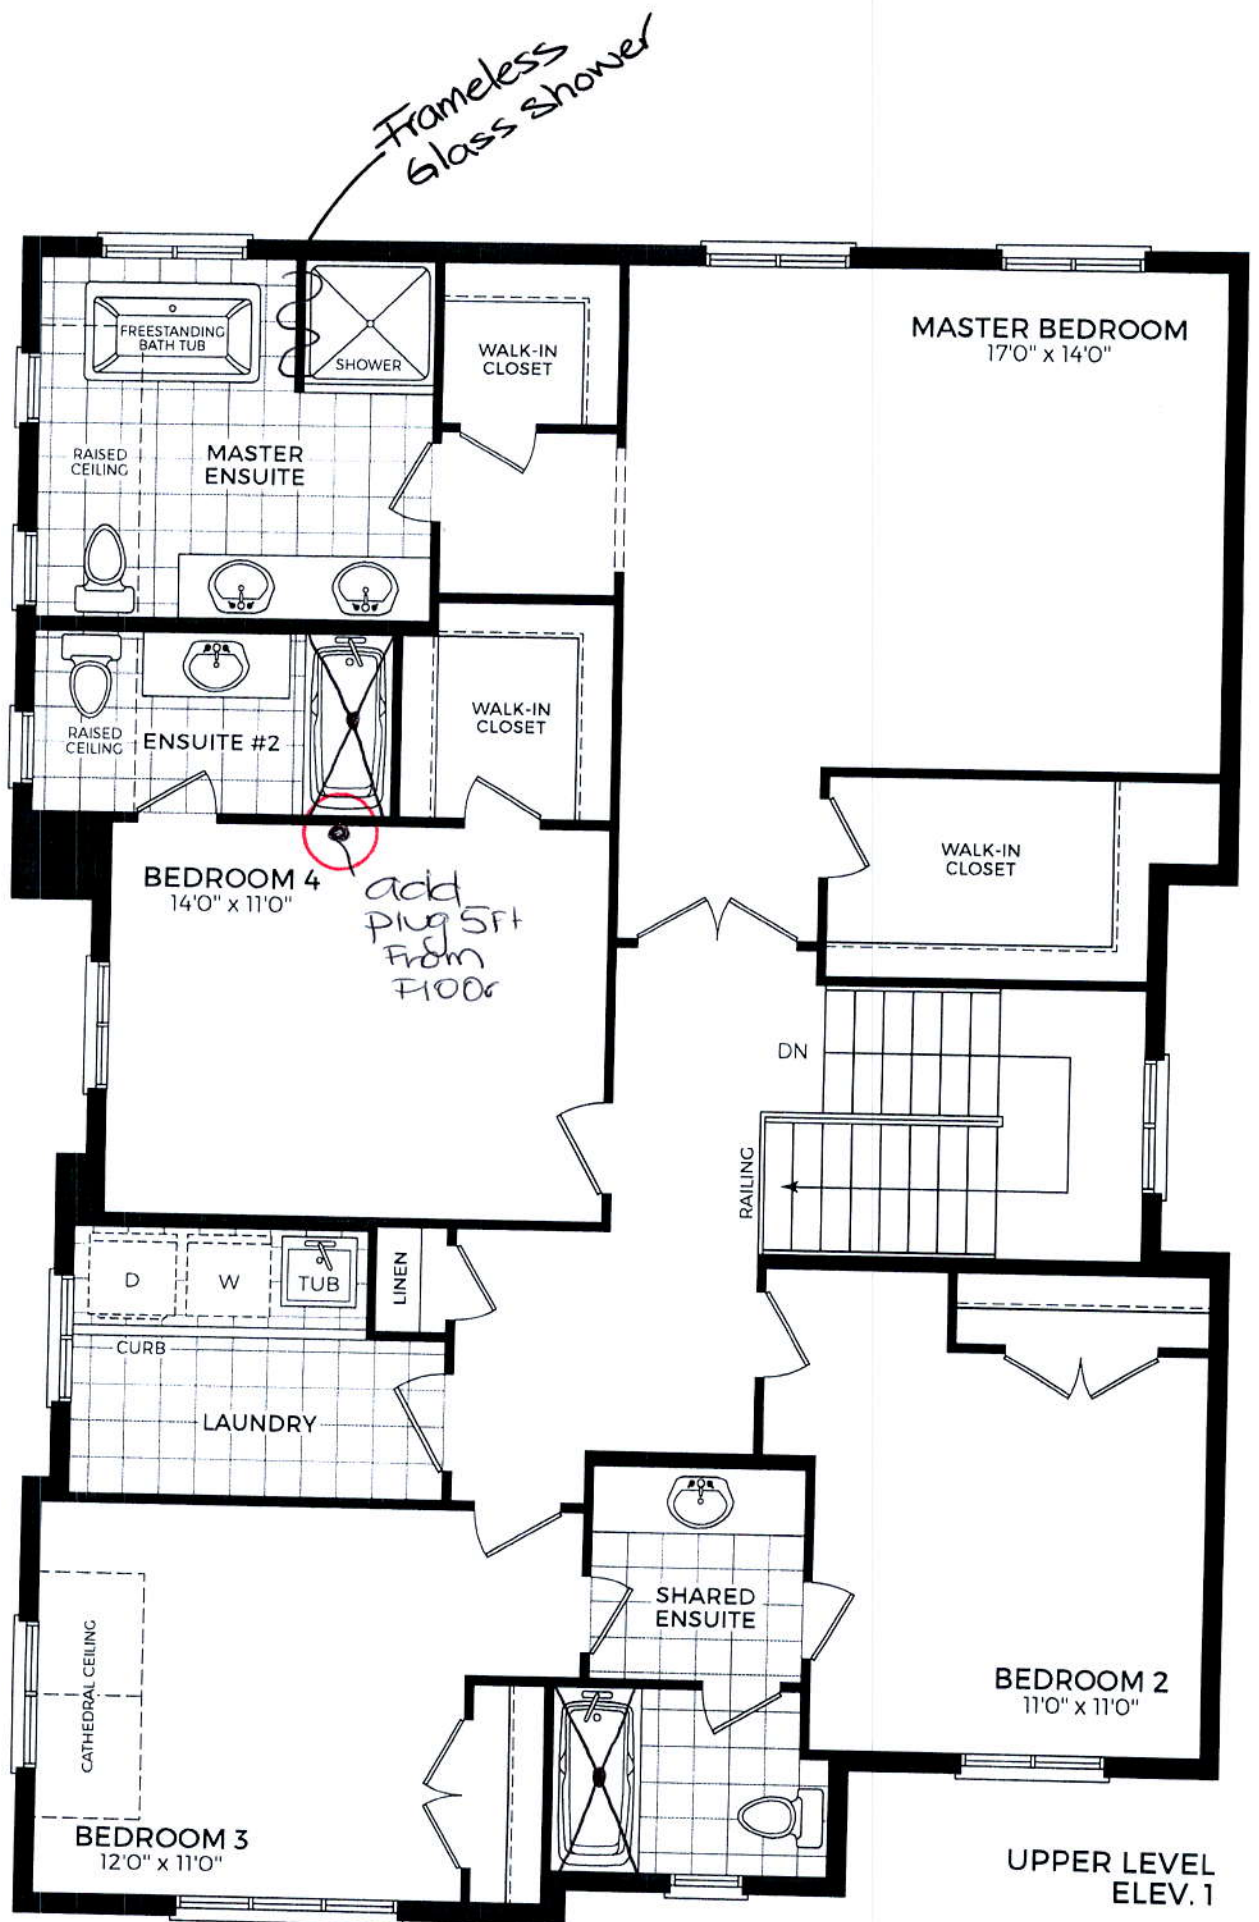 Frameless
Glass shower
FREESTANDING
BATH TUB
SHOWER
WALK-IN
CLOSET
MASTER BEDROOM
17'0" x 14'0"
RAISED
CEILING
MASTER
ENSUITE
RAISED
CEILING
ENSUITE #2
WALK-IN
CLOSET
BEDROOM 4
14'0" x 11'0"
add
plug 5Ft
From
Floor
WALK-IN
CLOSET
DN
RAILING
D
W
TUB
LINEN
CURB
LAUNDRY
SHARED
ENSUITE
CATHEDRAL CEILING
BEDROOM 2
11'0" x 11'0"
BEDROOM 3
12'0" x 11'0"
UPPER LEVEL
ELEV. 1